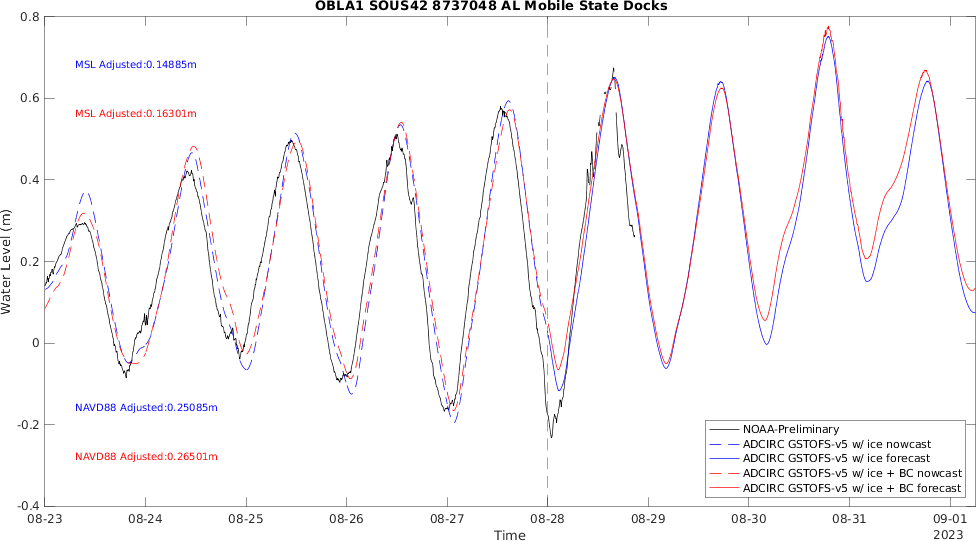 OBLA1 SOUS42 8737048 AL Mobile State Docks
MSL Adjusted:0.14885m
MSL Adjusted:0.16301m
NAVD88 Adjusted:0.25085m
NAVD88 Adjusted:0.26501m
Water Level (m)
0.8
0.6
0.4
0.2
0
-0.2
-0.4
NOAA-Preliminary
ADCIRC GSTOFS-v5 w/ ice nowcast
ADCIRC GSTOFS-v5 w/ ice forecast
ADCIRC GSTOFS-v5 w/ ice + BC nowcast
ADCIRC GSTOFS-v5 w/ ice + BC forecast
08-23 08-24 08-25 08-26 08-27 08-28 08-29 08-30 08-31 09-01
Time
2023